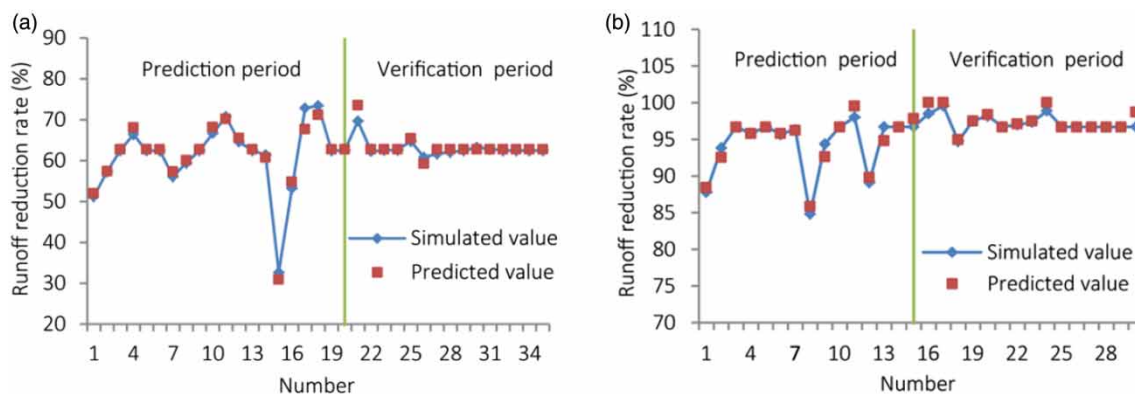 (a)
90
80
70
60
50
40
30
20
Runoff reduction rate (%)
Prediction period
Verification period
Simulated value
Predicted value
1 4 7 10 13 16 19 22 25 28 31 34
Number
(b)
110
105
100
95
90
85
80
75
70
Runoff reduction rate (%)
Prediction period
Verification period
Simulated value
Predicted value
1 4 7 10 13 16 19 22 25 28
Number